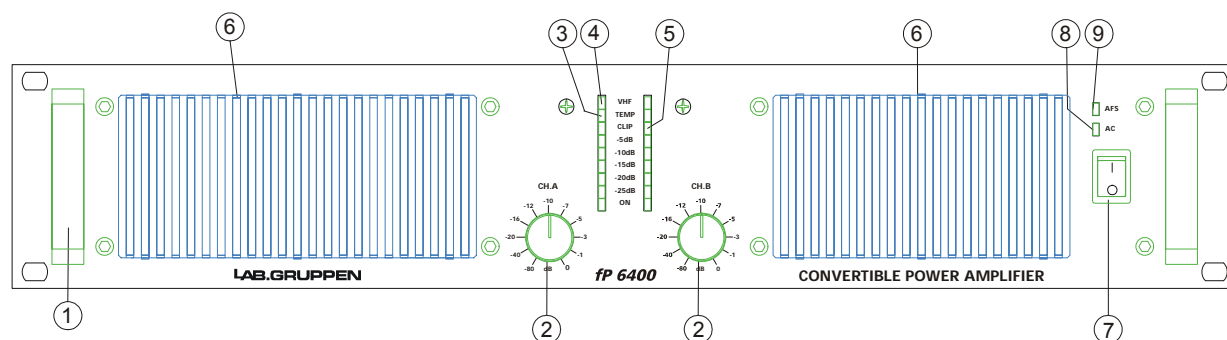 6
3
4
5
6
8
9
VHF
TEMP
CLIP
-5dB
-10dB
-15dB
-20dB
-25dB
ON
AFS
AC
CH.A
-10
-12
-7
-16
-5
-20
-3
-40
-1
-80
dB
0
CH.B
-10
-12
-7
-16
-5
-20
-3
-40
-1
-80
dB
0
LAB.GRUPPEN
fP 6400
CONVERTIBLE POWER AMPLIFIER
1
2
2
7